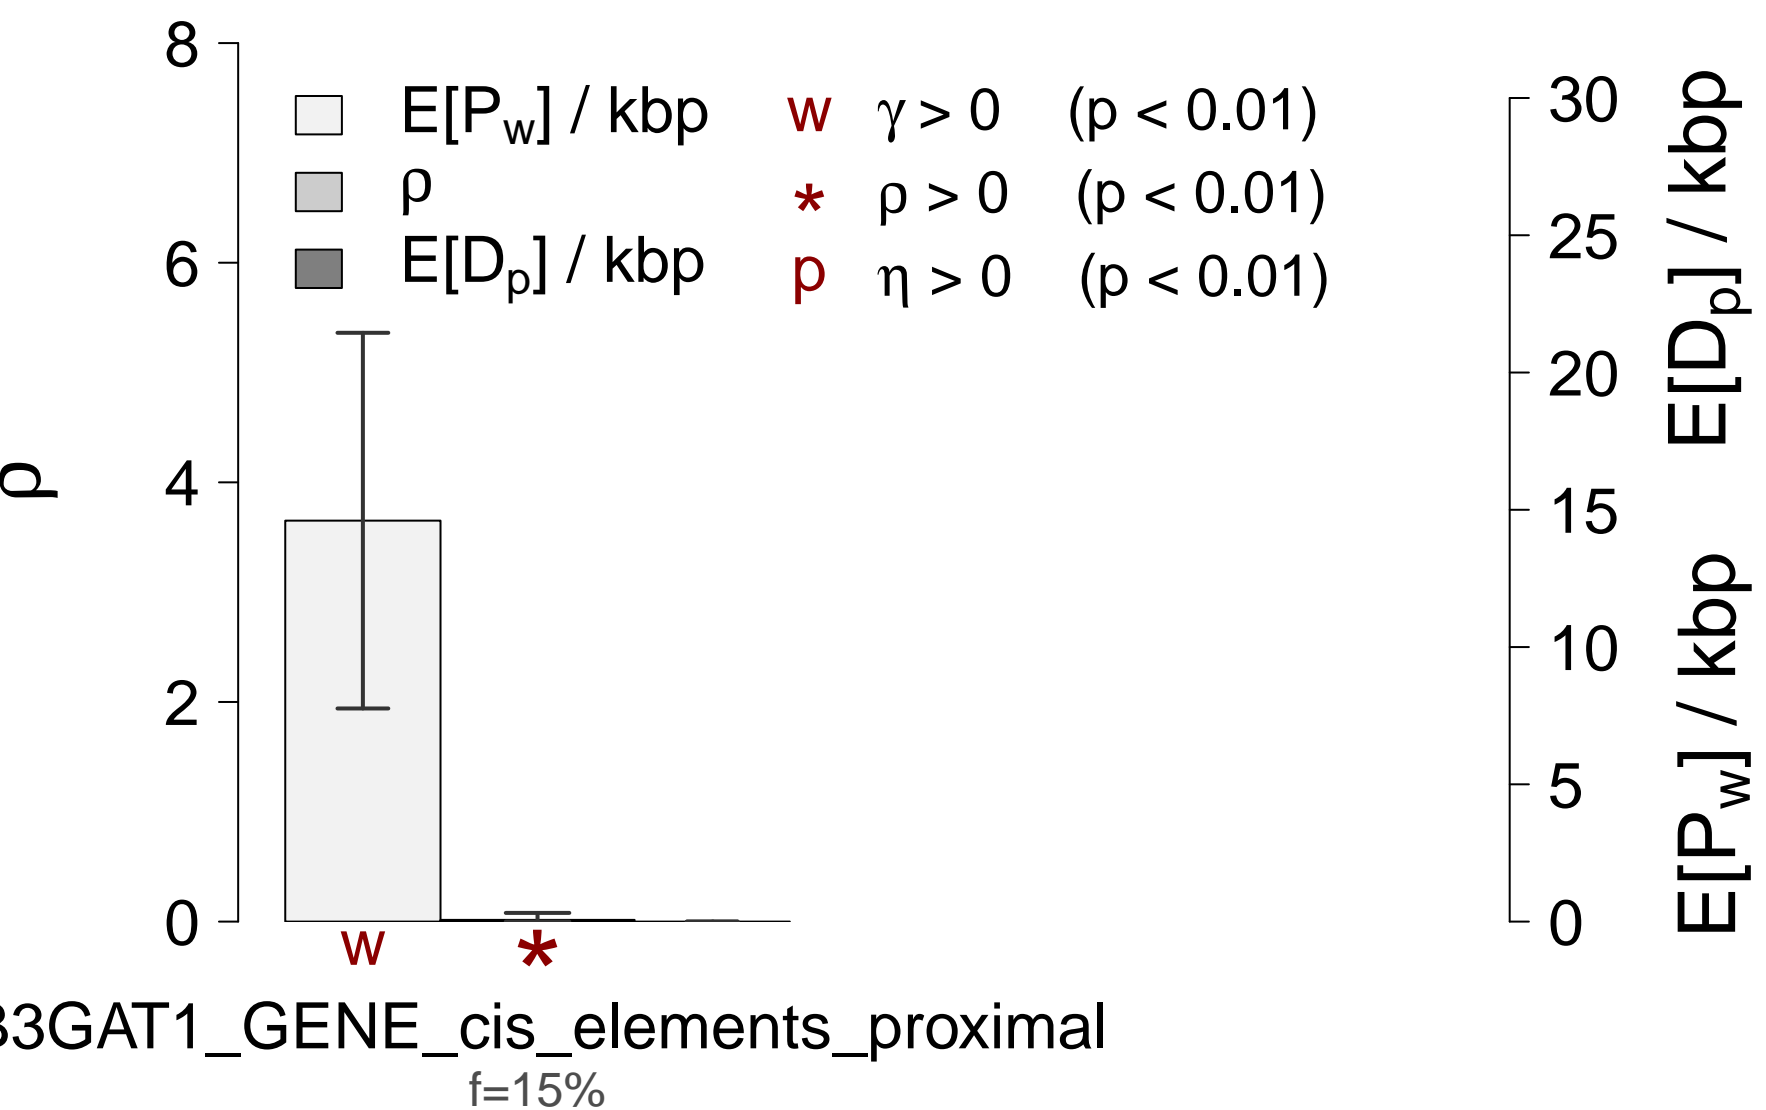 8
6
4
2
0
ρ
E[Pw] / kbp
ρ
E[Dp] / kbp
w γ > 0 (p < 0.01)
* ρ > 0 (p < 0.01)
p η > 0 (p < 0.01)
30
25
20
15
10
5
0
E[Pw] / kbp E[Dp] / kbp
w *
3GAT1_GENE_cis_elements_proximal
f=15%